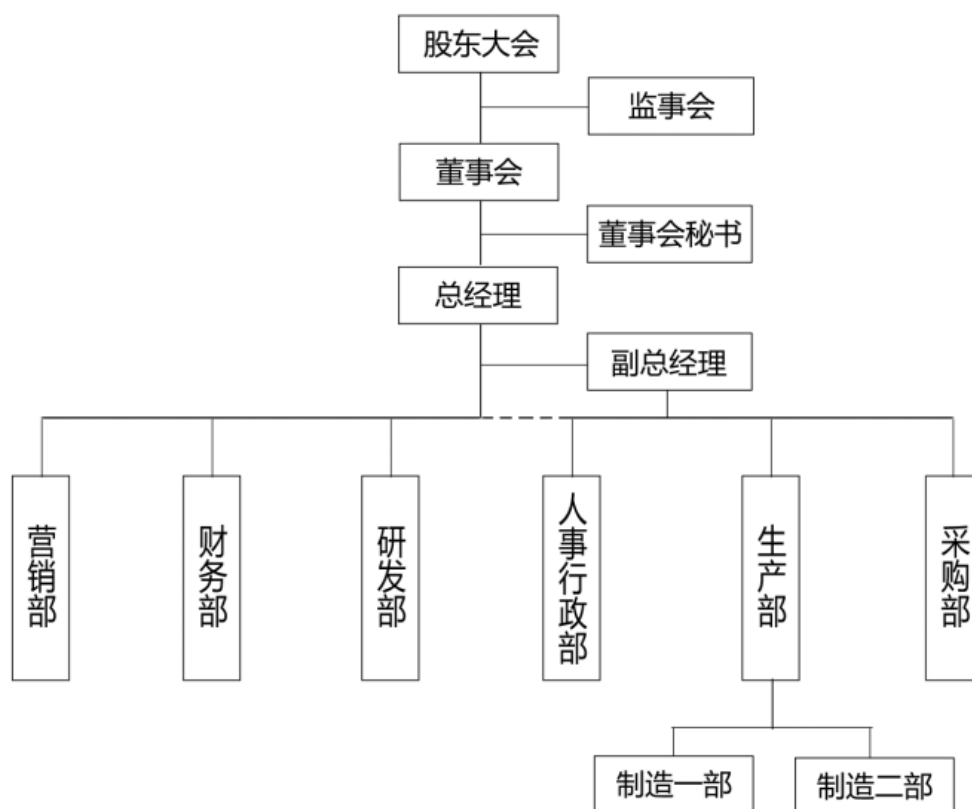 股东大会
监事会
董事会
董事会秘书
总经理
副总经理
营销部
财务部
研发部
人事行政部
生产部
采购部
制造一部
制造二部